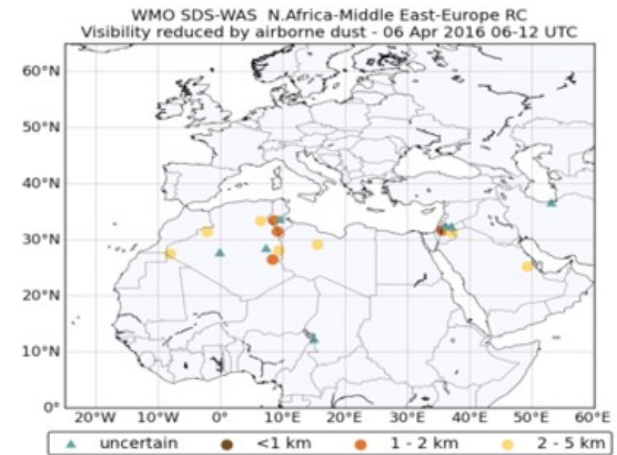 WMO SDS-WAS N.Africa-Middle East-Europe RC
Visibility reduced by airborne dust - 06 Apr 2016 06-12 UTC
60°N
50°N
40°N
30°N
20°N
10°N
0°
20°W 10°W 0° 10°E 20°E 30°E 40°E 50°E 60°E
uncertain <1 km 1 - 2 km 2 - 5 km